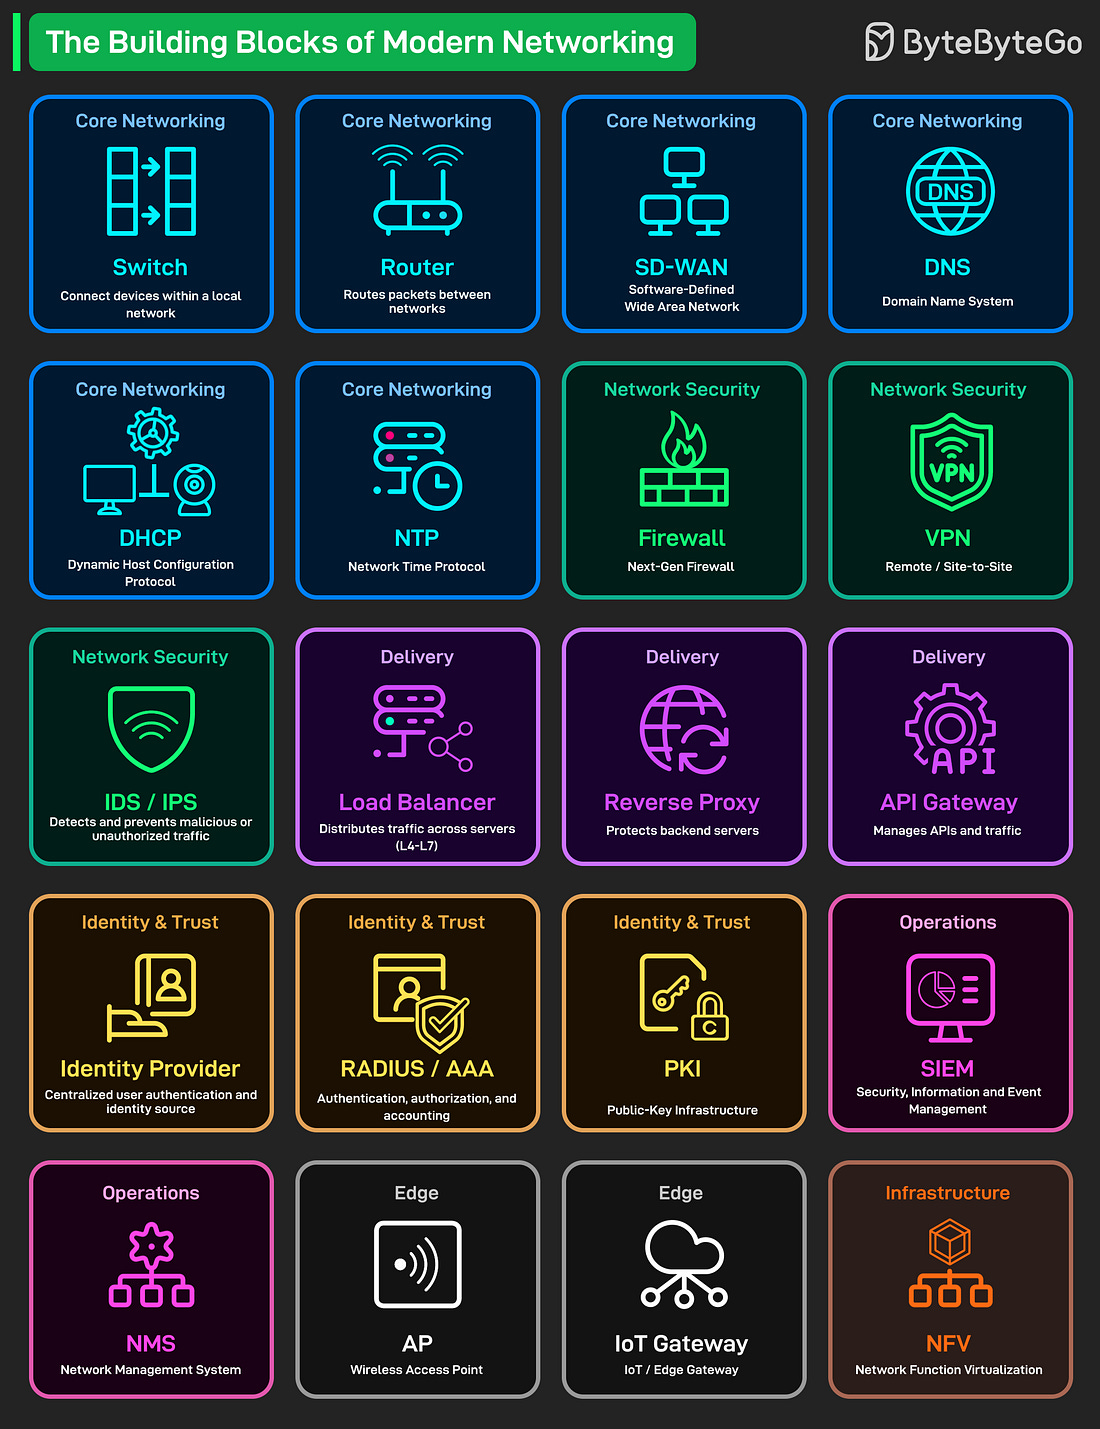 The Building Blocks of Modern Networking
ByteByteGo
Core Networking
Switch
Connect devices within a local
network
Core Networking
Router
Routes packets between
networks
Core Networking
SD-WAN
Software-Defined
Wide Area Network
Core Networking
DNS
DNS
Domain Name System
Core Networking
DHCP
Dynamic Host Configuration
Protocol
Core Networking
NTP
Network Time Protocol
Network Security
Firewall
Next-Gen Firewall
Network Security
VPN
VPN
Remote / Site-to-Site
Network Security
IDS / IPS
Detects and prevents malicious or
unauthorized traffic
Delivery
Load Balancer
Distributes traffic across servers
(L4-L7)
Delivery
Reverse Proxy
Protects backend servers
Delivery
API
API Gateway
Manages APIs and traffic
Identity & Trust
Identity Provider
Centralized user authentication and
identity source
Identity & Trust
RADIUS / AAA
Authentication, authorization, and
accounting
Identity & Trust
C
PKI
Public-Key Infrastructure
Operations
SIEM
Security, Information and Event
Management
Operations
NMS
Network Management System
Edge
AP
Wireless Access Point
Edge
IoT Gateway
IoT / Edge Gateway
Infrastructure
NFV
Network Function Virtualization